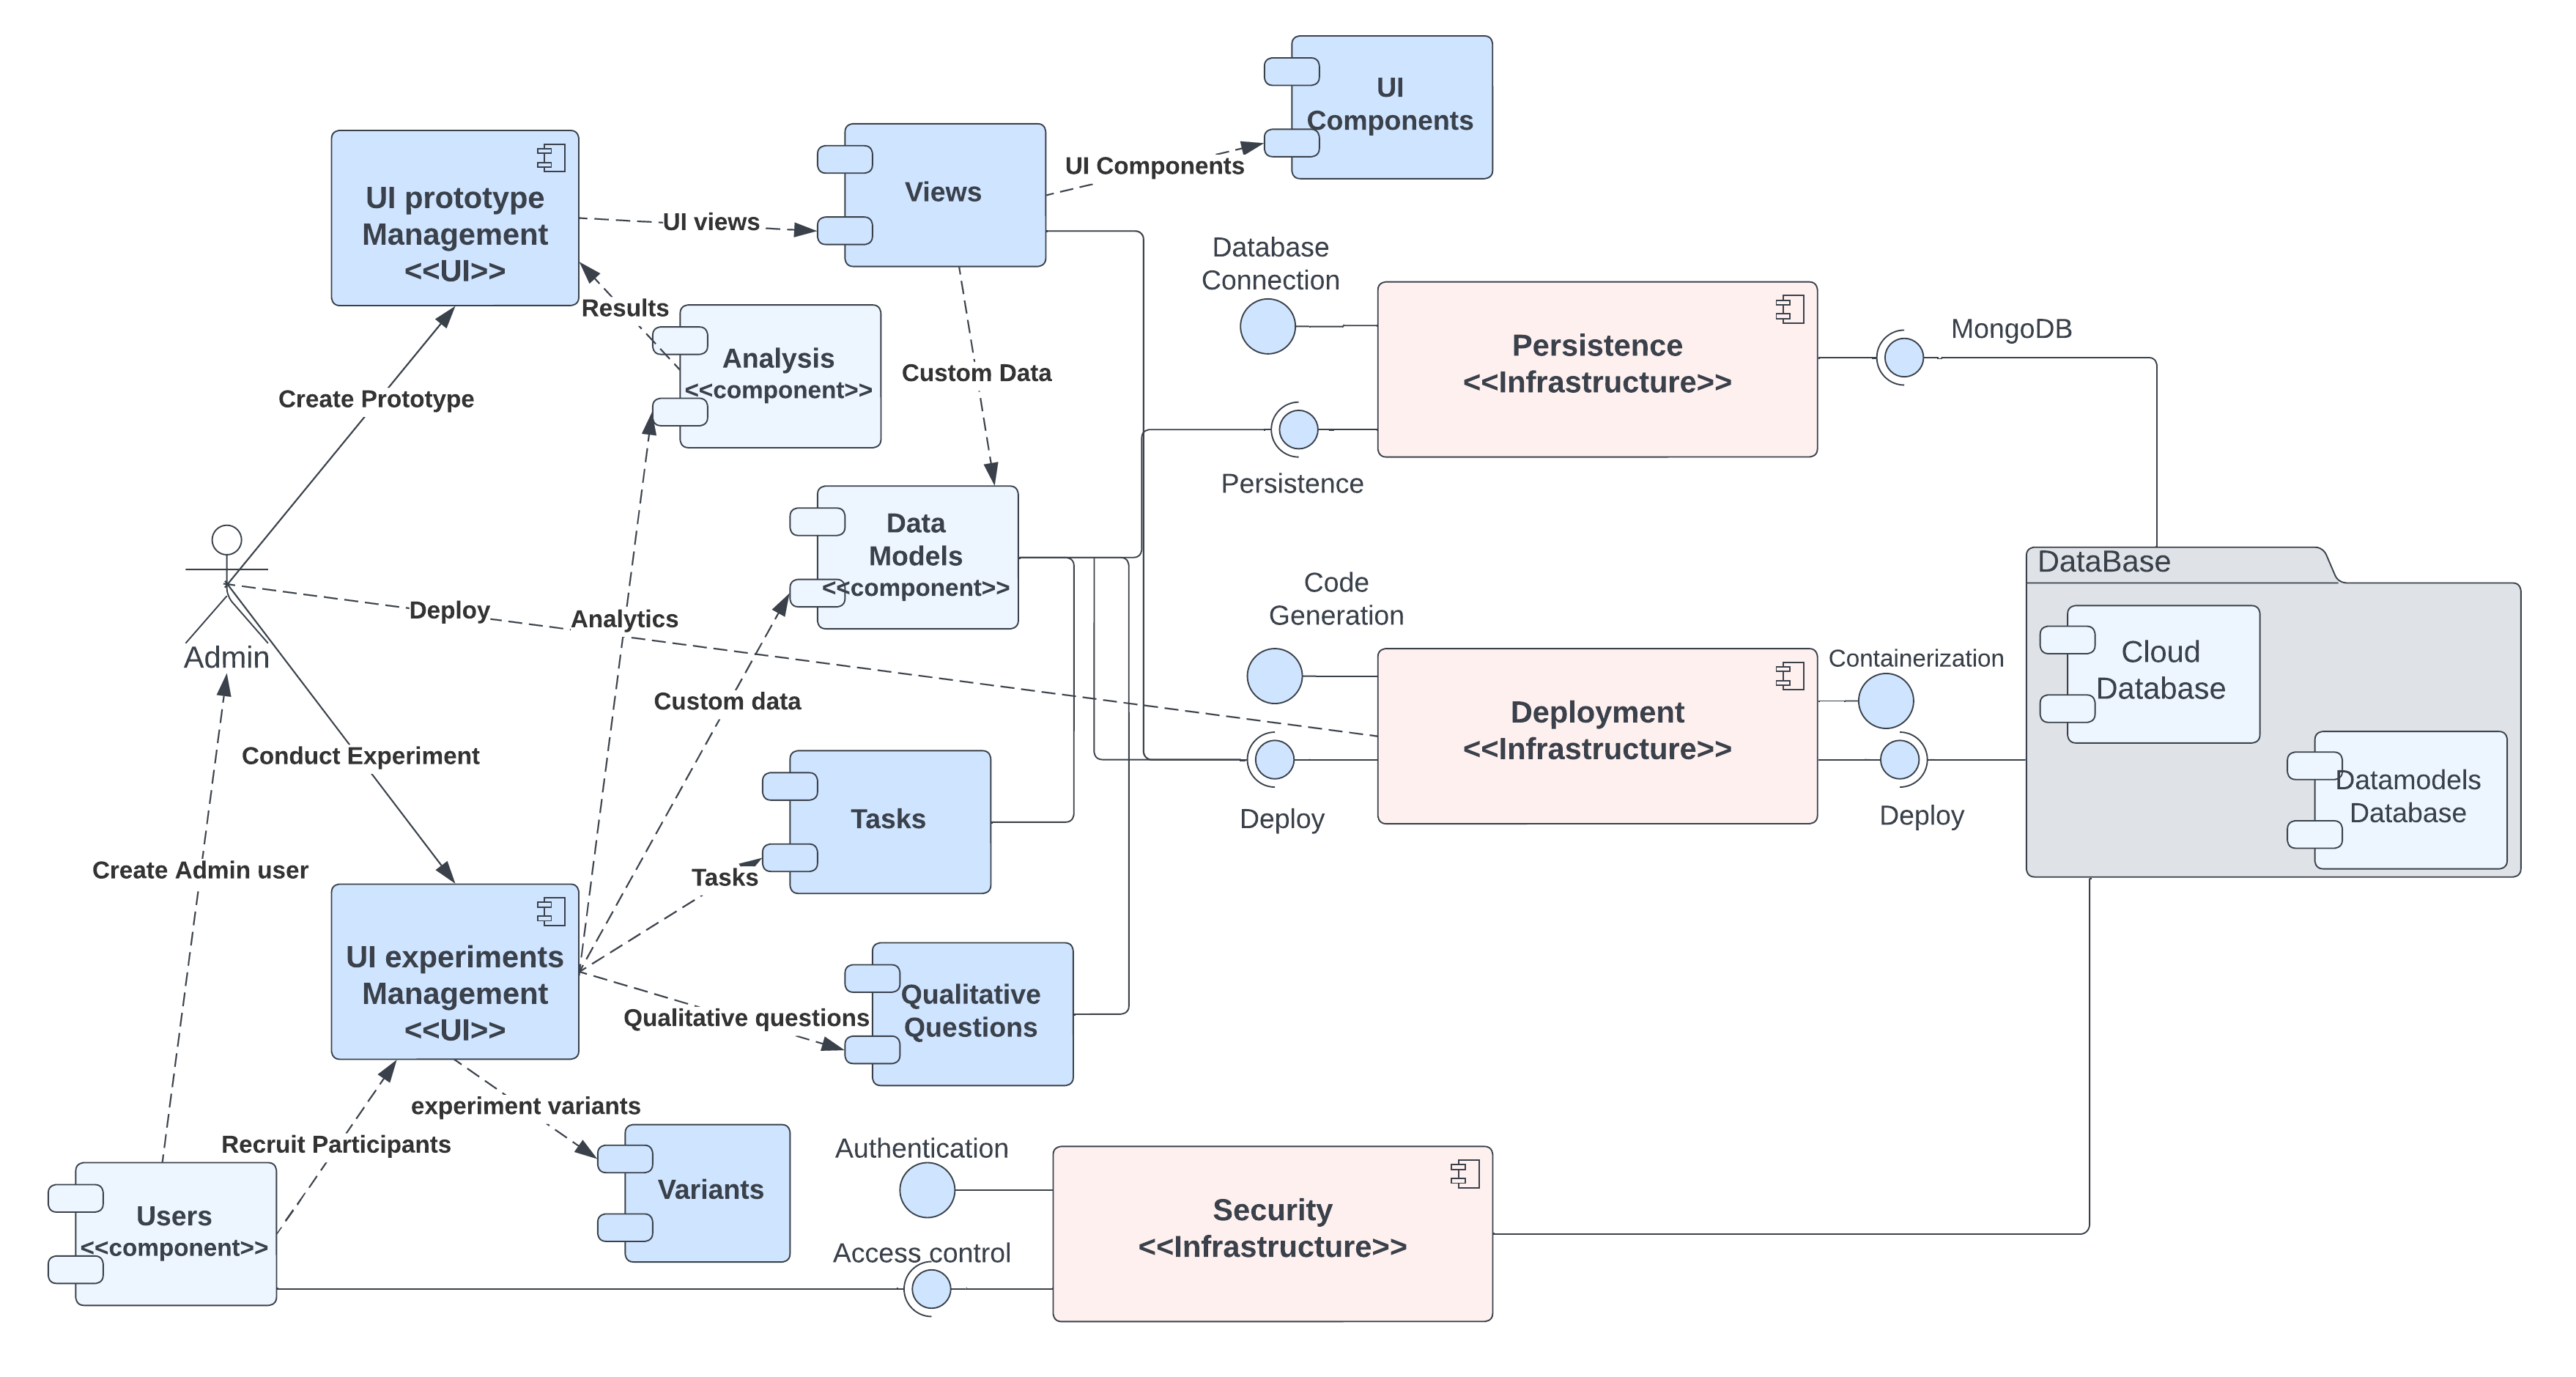 UI
Components
UI prototype
Management
<<UI>>
Views
UI Components
UI views
Database
Connection
Results
Analysis
<<component>>
Persistence
<<Infrastructure>>
MongoDB
Custom Data
Create Prototype
Persistence
Data
Models
<<component>>
DataBase
Code
Generation
Deploy
Analytics
Admin
Containerization
Cloud
Database
Custom data
Deployment
<<Infrastructure>>
Conduct Experiment
Tasks
Deploy
Deploy
Datamodels
Database
Create Admin user
Tasks
UI experiments
Management
<<UI>>
Qualitative
Questions
Qualitative questions
experiment variants
Recruit Participants
Authentication
Variants
Users
<<component>>
Security
<<Infrastructure>>
Access control